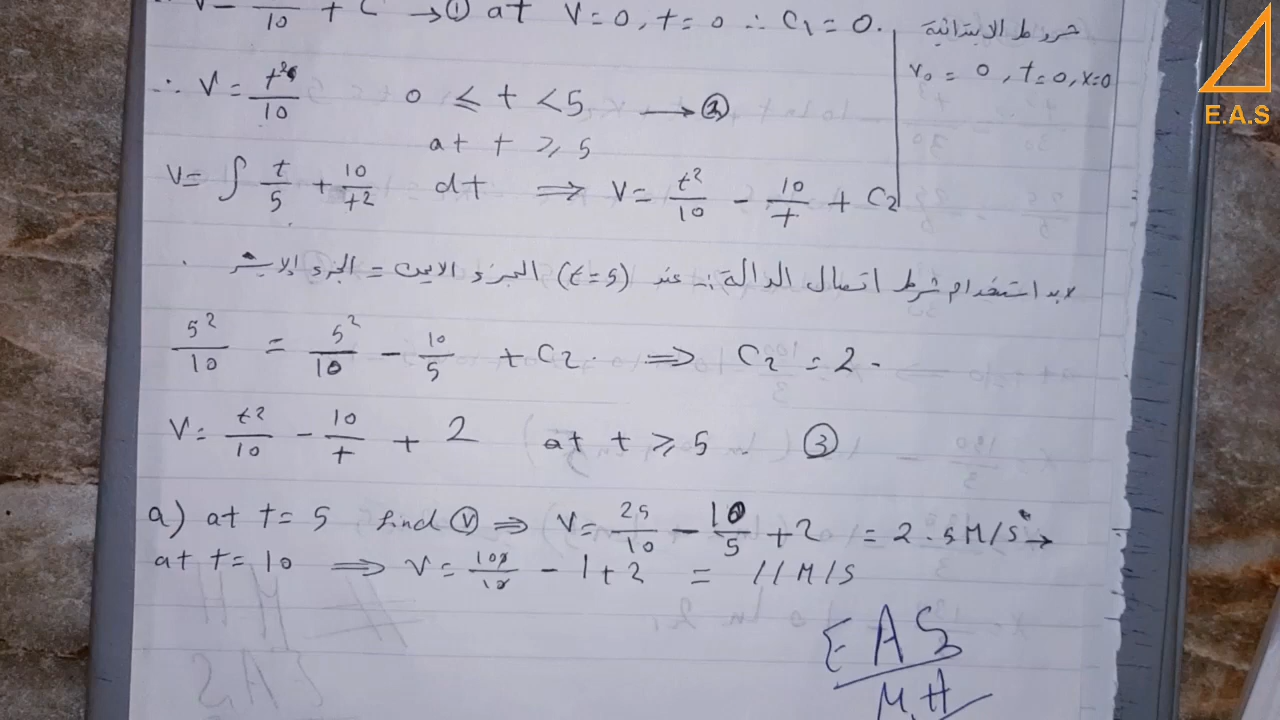 V = / 10 + C → ① at V=0, t=0 ∴ C₁=0.
شروط الابتدائية
v₀ = 0, t=0, x=0
E.A.S
∴ V = t² / 10 0 ≤ t < 5 → ②
at t ≥ 5
V = ∫ t/5 + 10/t² dt ⇒ V = t²/10 - 10/t + C₂
لابد استخدام شرط اتصال الدالة ∴ عند (t=5) الجزء الايمن = الجزء الايسر
5²/10 = 5²/10 - 10/5 + C₂ ⇒ C₂ = 2
V = t²/10 - 10/t + 2 at t ≥ 5 ③
a) at t = 5 find (V) ⇒ V = 25/10 - 10/5 + 2 = 2.5 M/S →
at t = 10 ⇒ V = 100/10 - 1 + 2 = 11 M/S
EAS
M.H